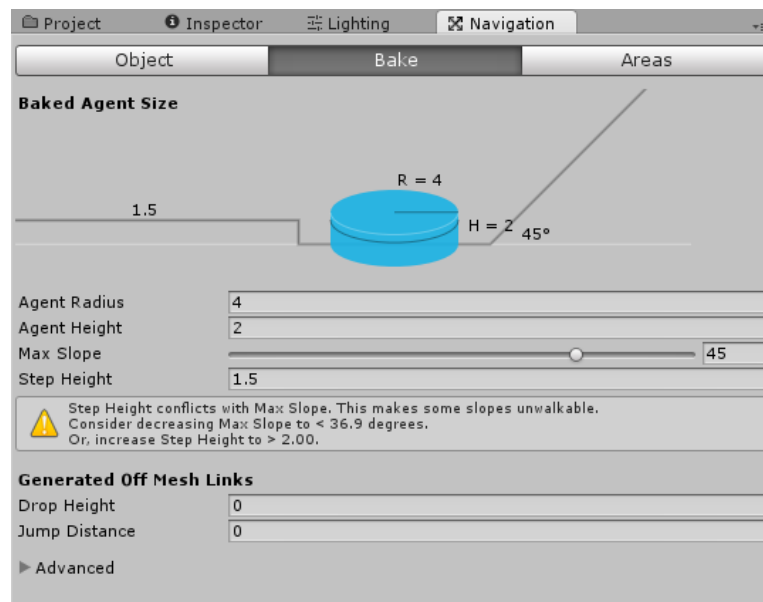 Project Inspector Lighting Navigation
Object Bake Areas
Baked Agent Size
R = 4
1.5
H = 2
45°
Agent Radius 4
Agent Height 2
Max Slope 45
Step Height 1.5
Step Height conflicts with Max Slope. This makes some slopes unwalkable.
Consider decreasing Max Slope to < 36.9 degrees.
Or, increase Step Height to > 2.00.
Generated Off Mesh Links
Drop Height 0
Jump Distance 0
Advanced